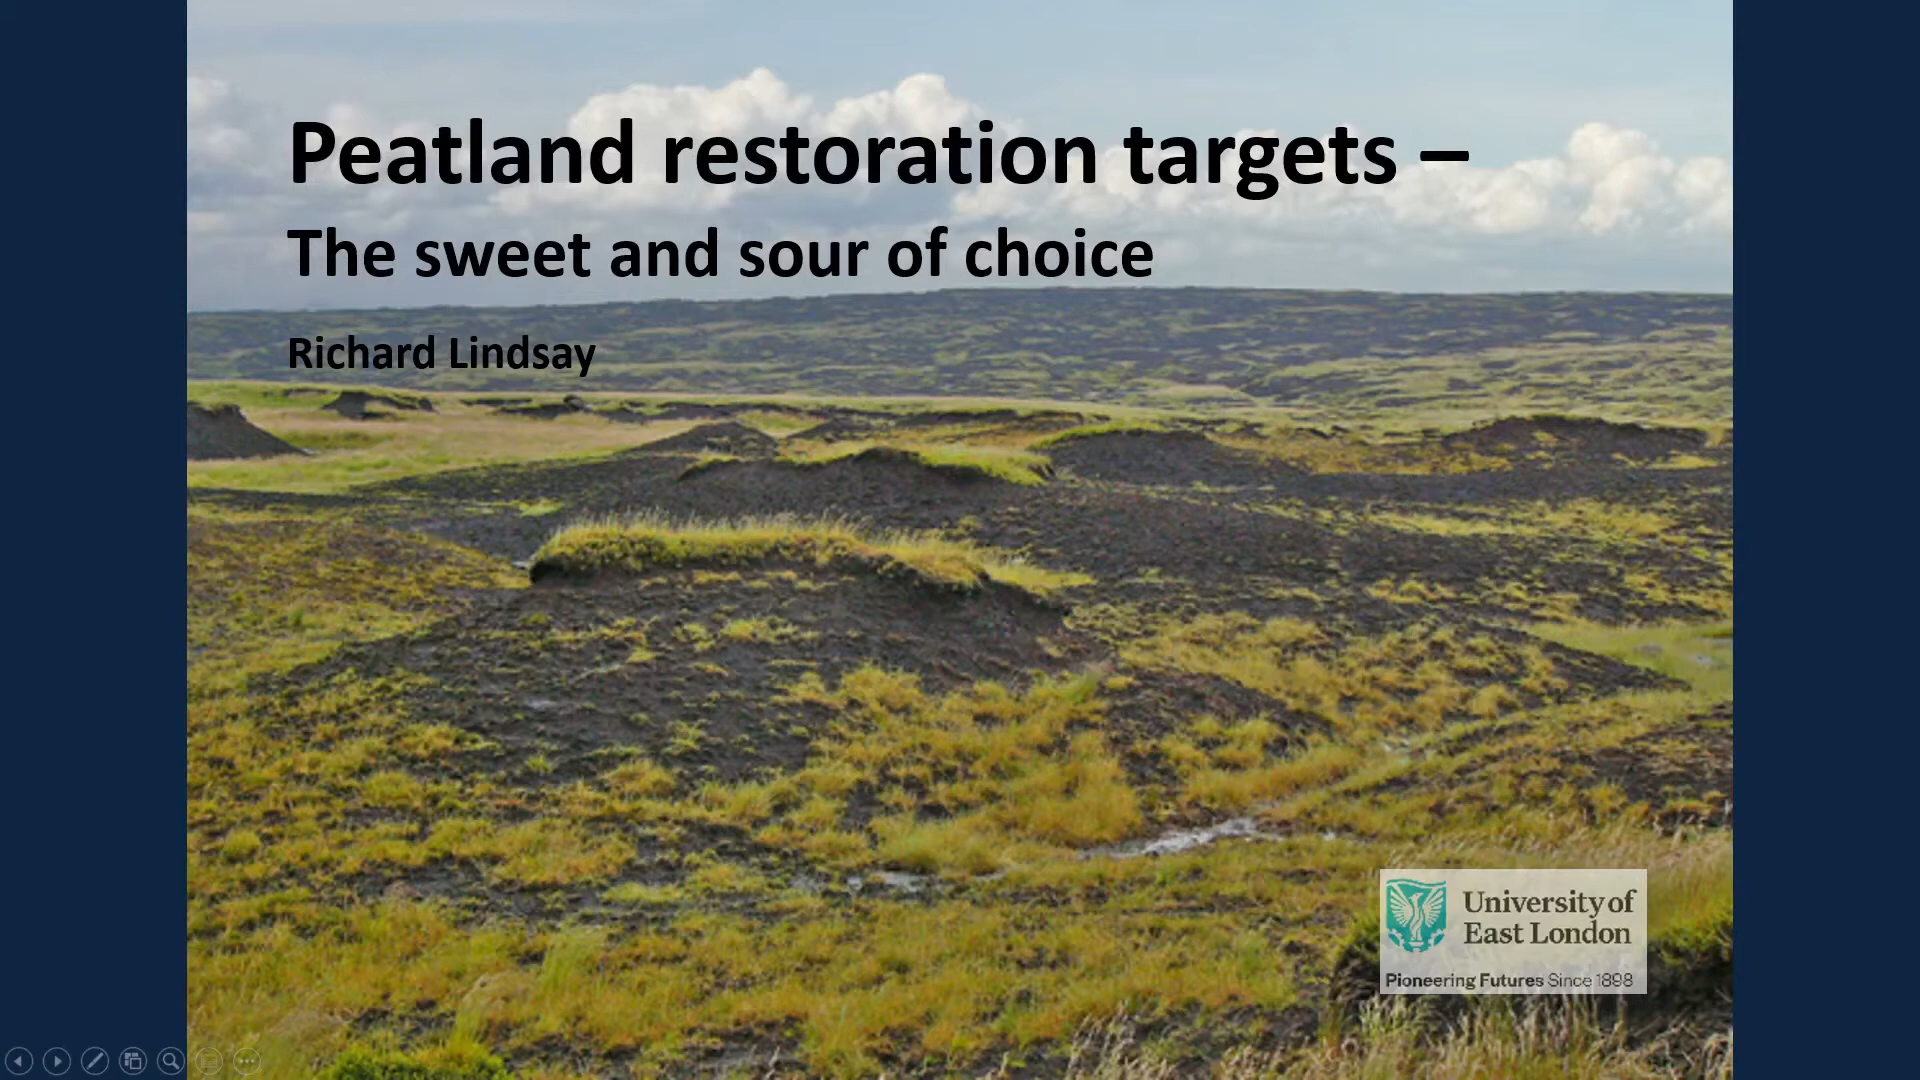 Peatland restoration targets –
The sweet and sour of choice
Richard Lindsay
University of
East London
Pioneering Futures Since 1898